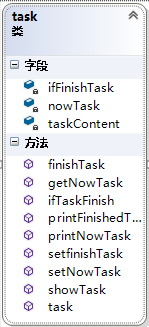 task
类
字段
ifFinishTask
nowTask
taskContent
方法
finishTask
getNowTask
ifTaskFinish
printFinishedT...
printNowTask
setfinishTask
setNowTask
showTask
task